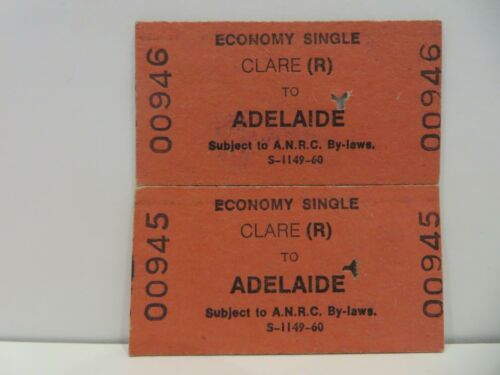 00946
ECONOMY SINGLE
CLARE (R)
TO
ADELAIDE
Subject to A.N.R.C. By-laws.
S-1149-60
00946
00945
ECONOMY SINGLE
CLARE (R)
TO
ADELAIDE
Subject to A.N.R.C. By-laws.
S-1149-60
00945